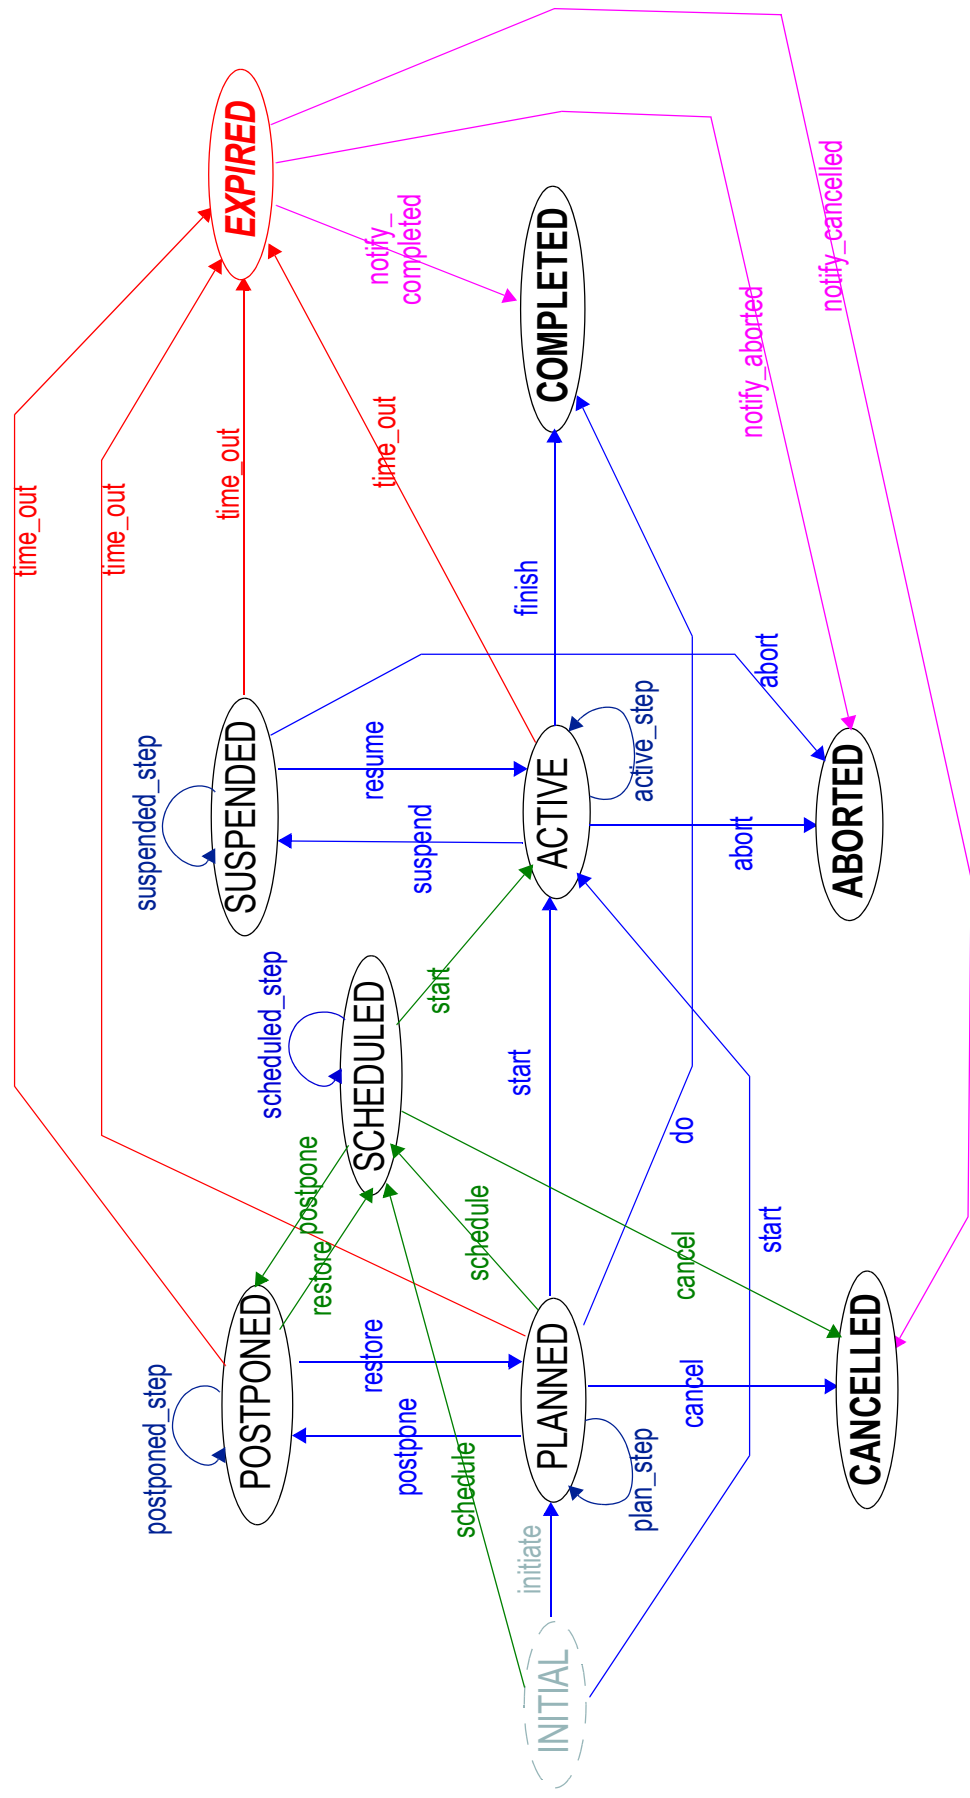 time_out
time_out
postponed_step
POSTPONED
postpone
restore
scheduled_step
SCHEDULED
suspended_step
SUSPENDED
time_out
EXPIRED
restore
postpone
schedule
schedule
start
suspend
resume
time_out
notify_
completed
INITIAL
initiate
PLANNED
start
ACTIVE
finish
COMPLETED
plan_step
active_step
cancel
cancel
do
start
abort
abort
notify_aborted
notify_cancelled
CANCELLED
ABORTED